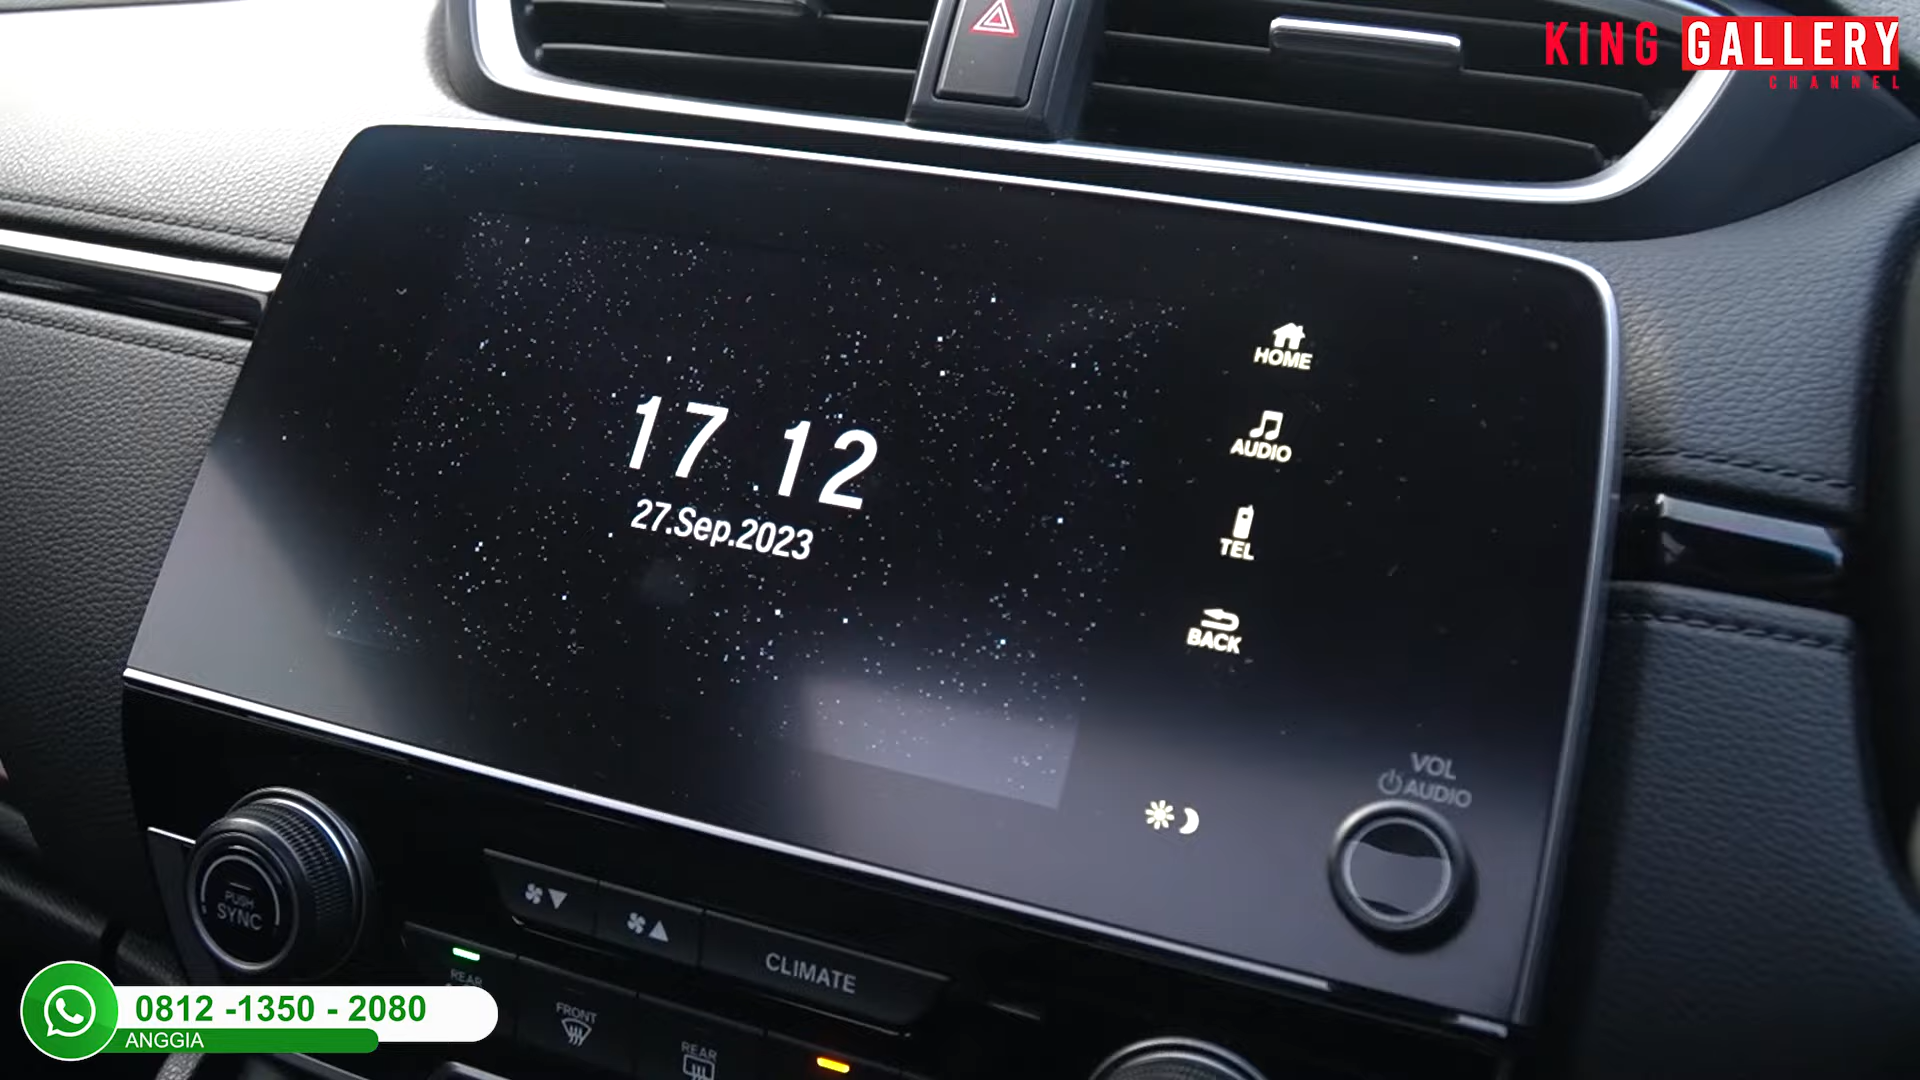 KING GALLERY
CHANNEL
HOME
17 12
AUDIO
27.Sep.2023
TEL
BACK
VOL
AUDIO
PUSH
SYNC
CLIMATE
REAR
FRONT
REAR
0812 -1350 - 2080
ANGGIA